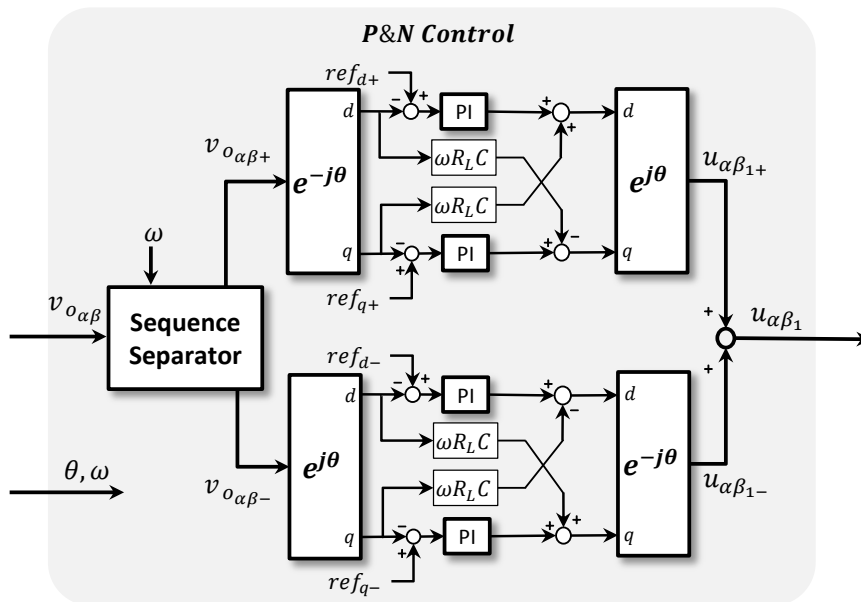 P&N Control
ref_{d+}
− +
PI
+
+
d
v_{o_{αβ+}}
e^{-jθ}
ωR_LC
ωR_LC
q
− +
PI
+
−
ref_{q+}
d
e^{jθ}
q
u_{αβ_{1+}}
ω
v_{o_{αβ}}
Sequence
Separator
+
+
u_{αβ_1}
ref_{d−}
− +
PI
+
−
d
e^{jθ}
ωR_LC
ωR_LC
q
− +
PI
+
+
ref_{q−}
d
e^{-jθ}
q
u_{αβ_{1−}}
θ, ω
v_{o_{αβ−}}